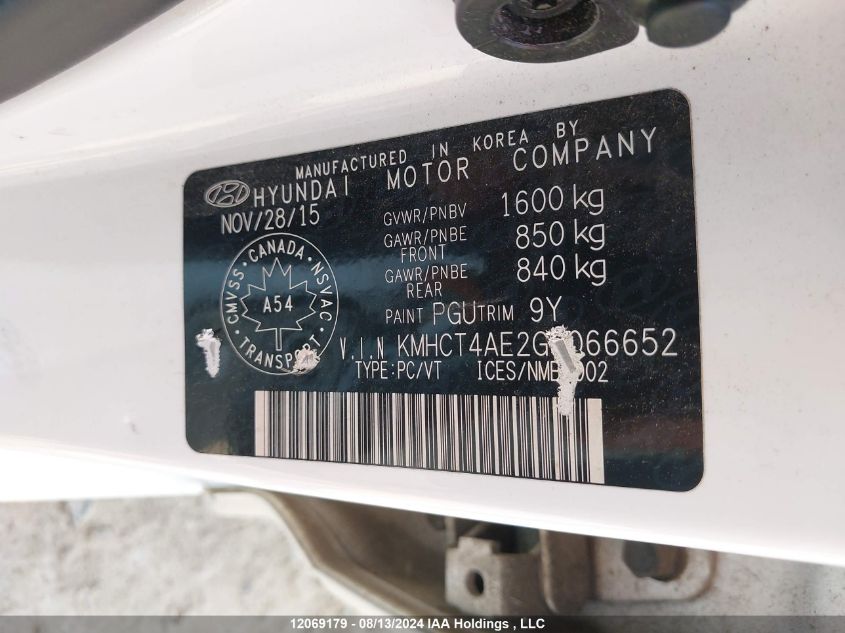 MANUFACTURED IN KOREA BY
HYUNDAI MOTOR COMPANY
NOV/28/15
GVWR/PNBV 1600 kg
GAWR/PNBE FRONT 850 kg
GAWR/PNBE REAR 840 kg
CANADA
CMVSS NSVAC
A54
TRANSPORT
PAINT PGU TRIM 9Y
V.I.N
TYPE:PC/VT
12069179 - 08/13/2024 IAA Holdings , LLC